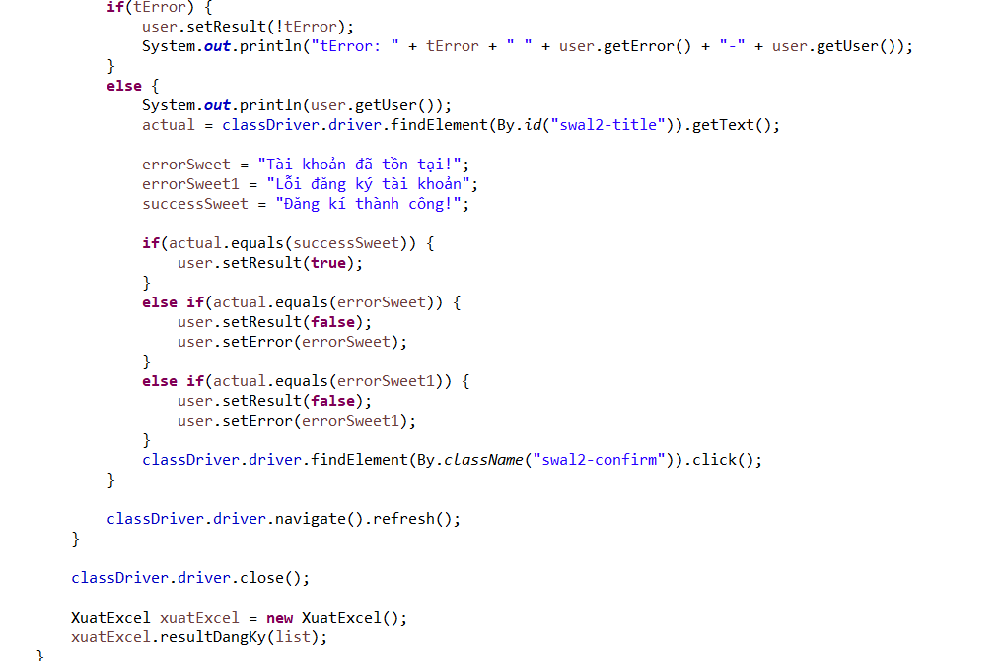 if(tError) {
user.setResult(!tError);
System.out.println("tError: " + tError + " " + user.getError() + "-" + user.getUser());
}
else {
System.out.println(user.getUser());
actual = classDriver.driver.findElement(By.id("swal2-title")).getText();
errorSweet = "Tài khoản đã tồn tại!";
errorSweet1 = "Lỗi đăng ký tài khoản";
successSweet = "Đăng kí thành công!";
if(actual.equals(successSweet)) {
user.setResult(true);
}
else if(actual.equals(errorSweet)) {
user.setResult(false);
user.setError(errorSweet);
}
else if(actual.equals(errorSweet1)) {
user.setResult(false);
user.setError(errorSweet1);
}
classDriver.driver.findElement(By.className("swal2-confirm")).click();
}
classDriver.driver.navigate().refresh();
}
classDriver.driver.close();
XuatExcel xuatExcel = new XuatExcel();
xuatExcel.resultDangKy(list);
}